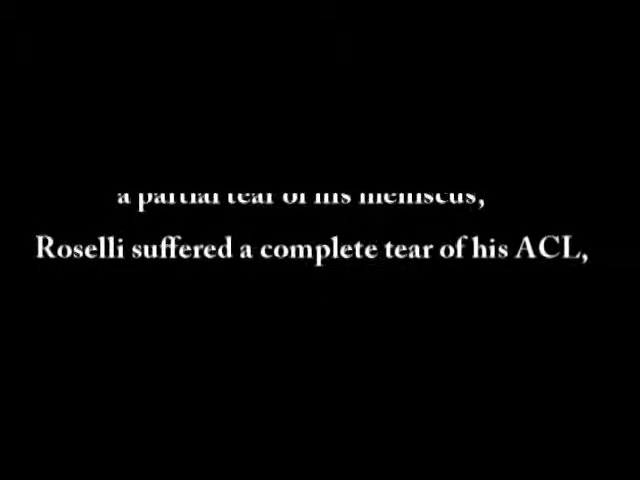 a partial tear of his meniscus,
Roselli suffered a complete tear of his ACL,